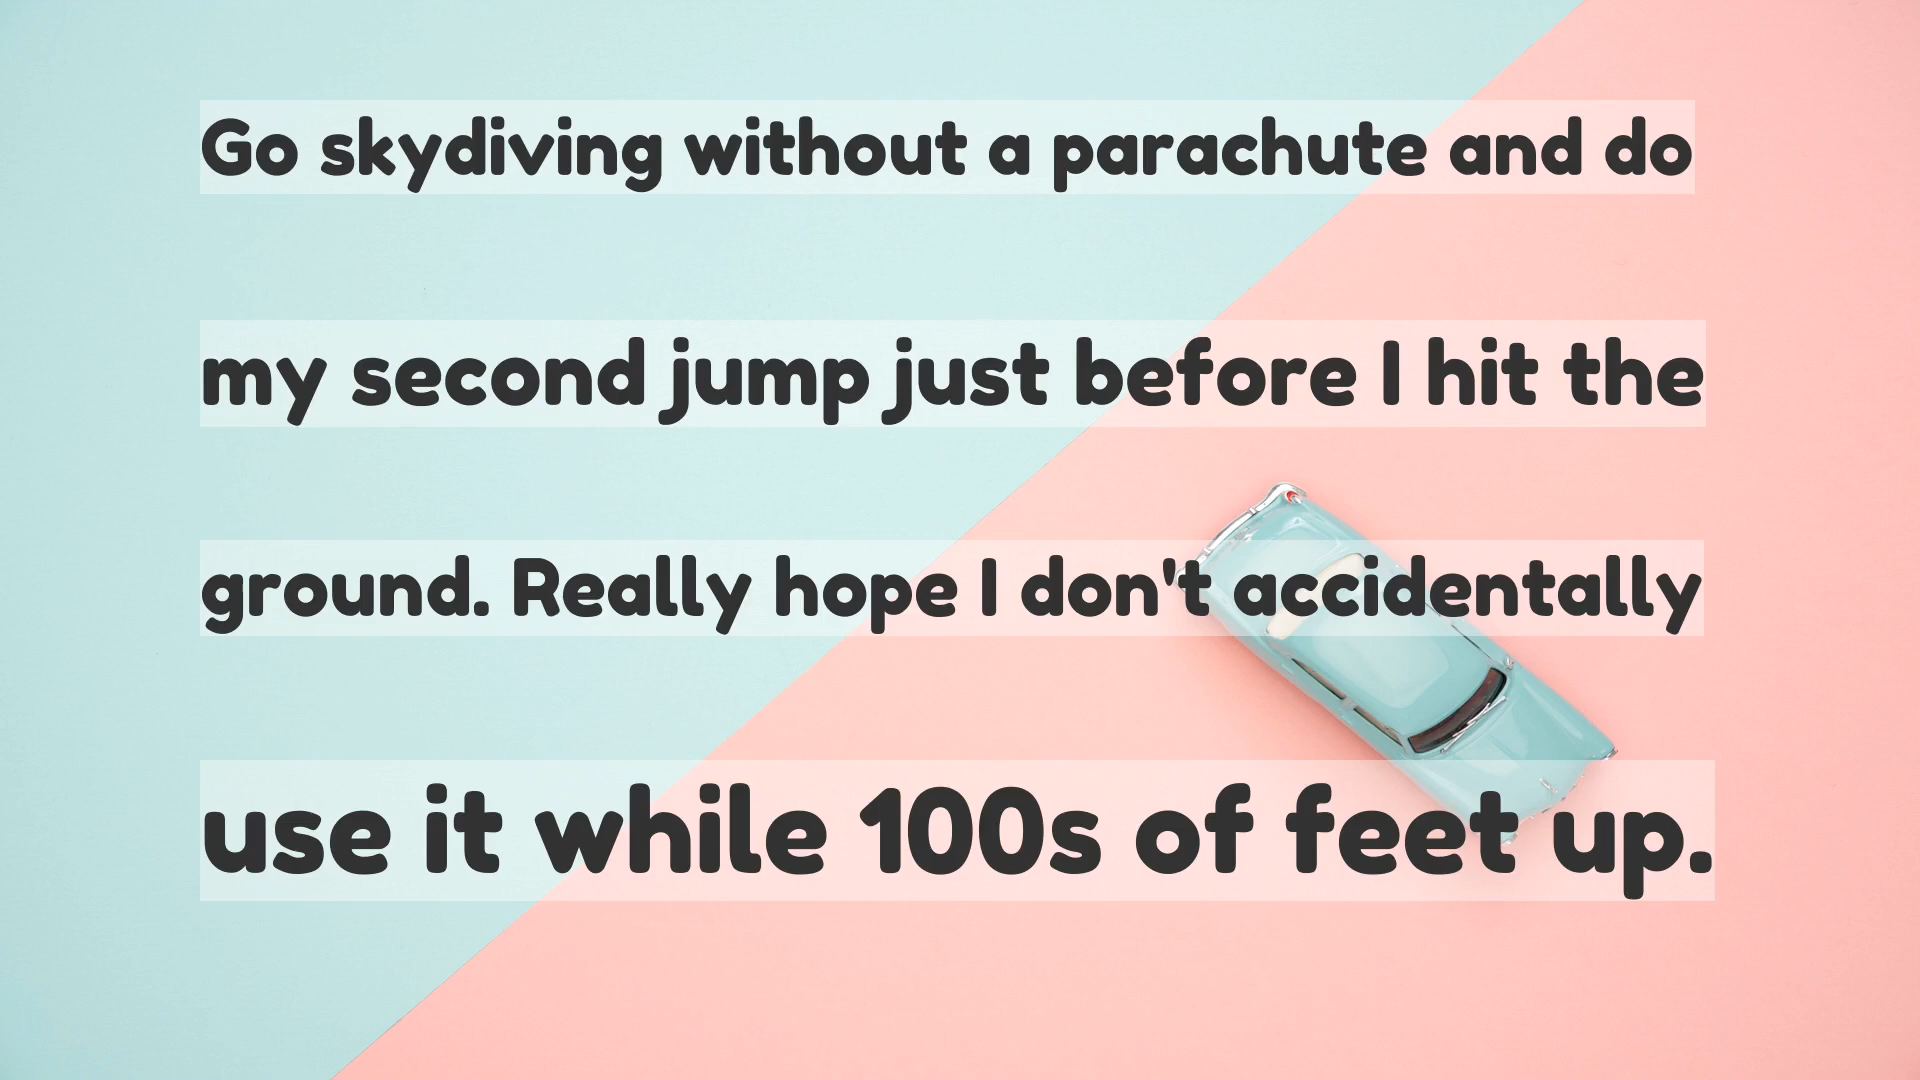 Go skydiving without a parachute and do
my second jump just before I hit the
ground. Really hope I don't accidentally
use it while 100s of feet up.